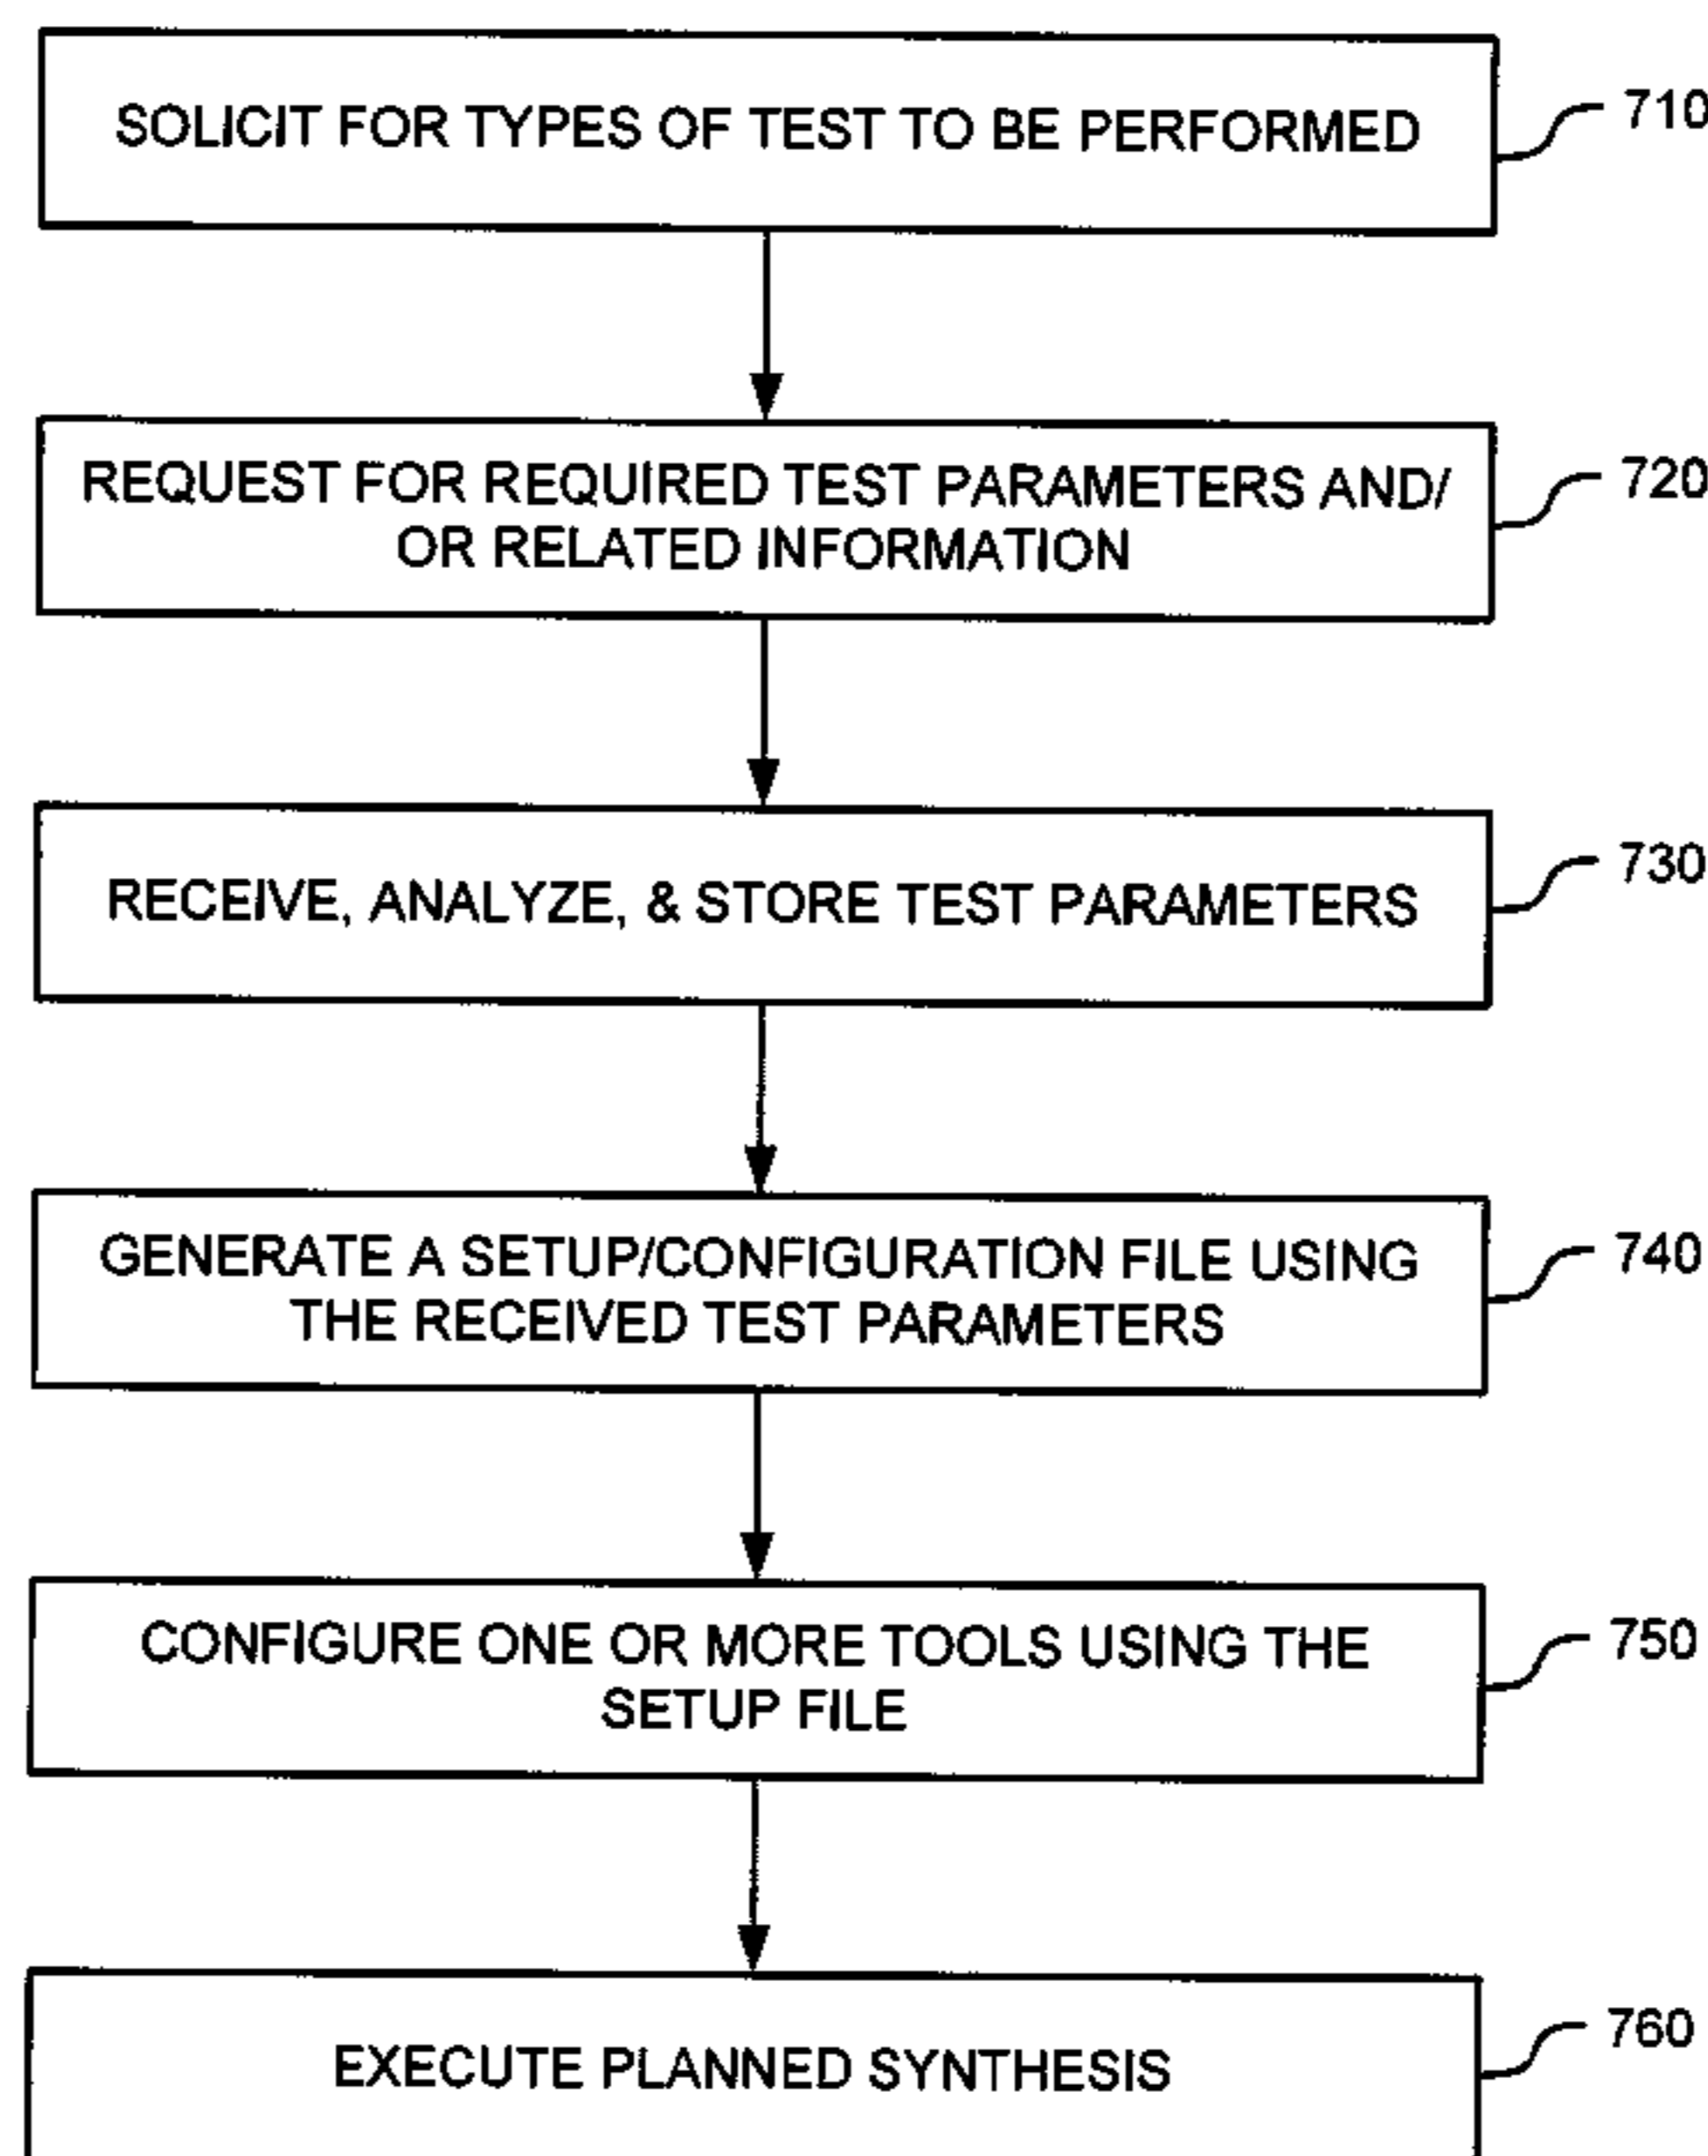 SOLICIT FOR TYPES OF TEST TO BE PERFORMED
710
REQUEST FOR REQUIRED TEST PARAMETERS AND/
OR RELATED INFORMATION
720
RECEIVE, ANALYZE, & STORE TEST PARAMETERS
730
GENERATE A SETUP/CONFIGURATION FILE USING
THE RECEIVED TEST PARAMETERS
740
CONFIGURE ONE OR MORE TOOLS USING THE
SETUP FILE
750
EXECUTE PLANNED SYNTHESIS
760